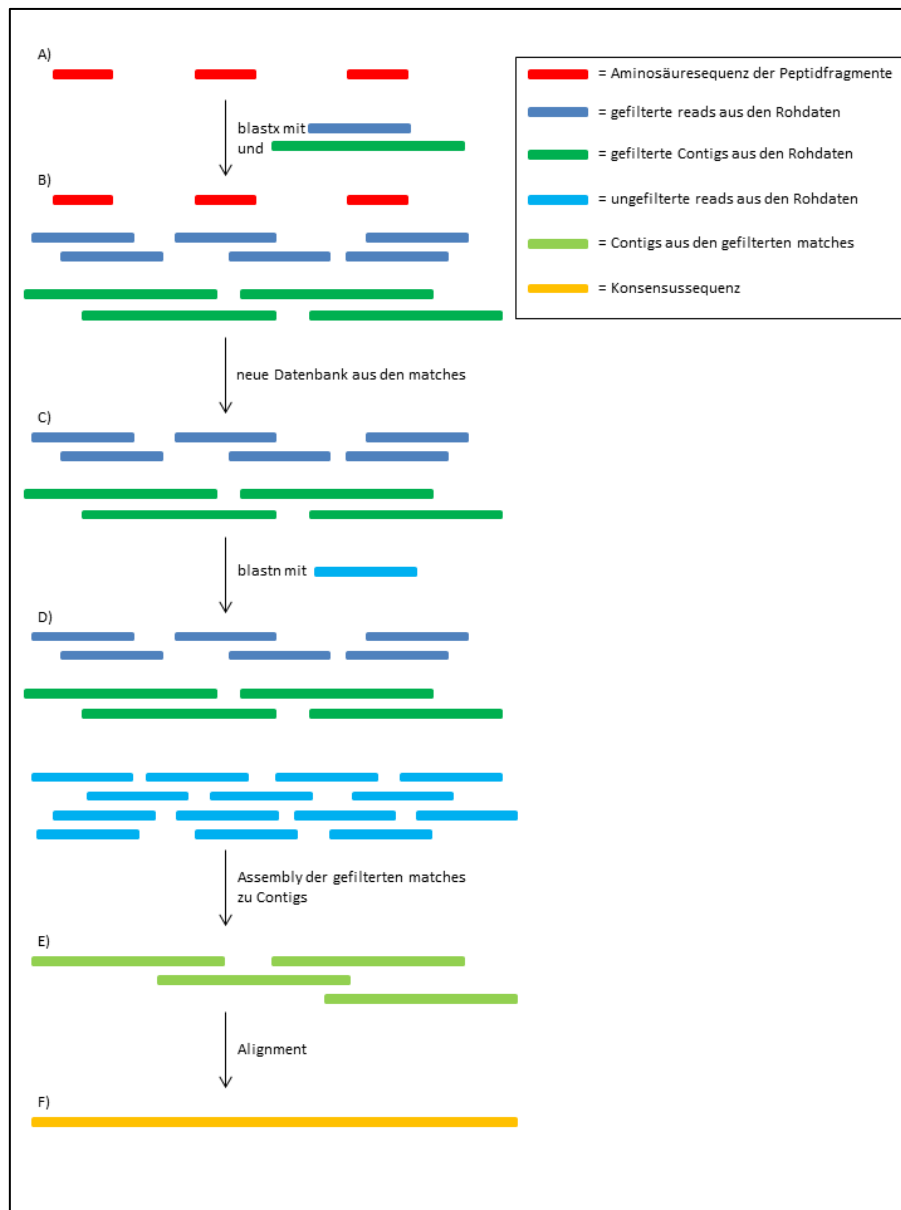 A)
blastx mit
und
B)
neue Datenbank aus den matches
C)
blastn mit
D)
Assembly der gefilterten matches
zu Contigs
E)
Alignment
F)
= Aminosäuresequenz der Peptidfragmente
= gefilterte reads aus den Rohdaten
= gefilterte Contigs aus den Rohdaten
= ungefilterte reads aus den Rohdaten
= Contigs aus den gefilterten matches
= Konsensussequenz